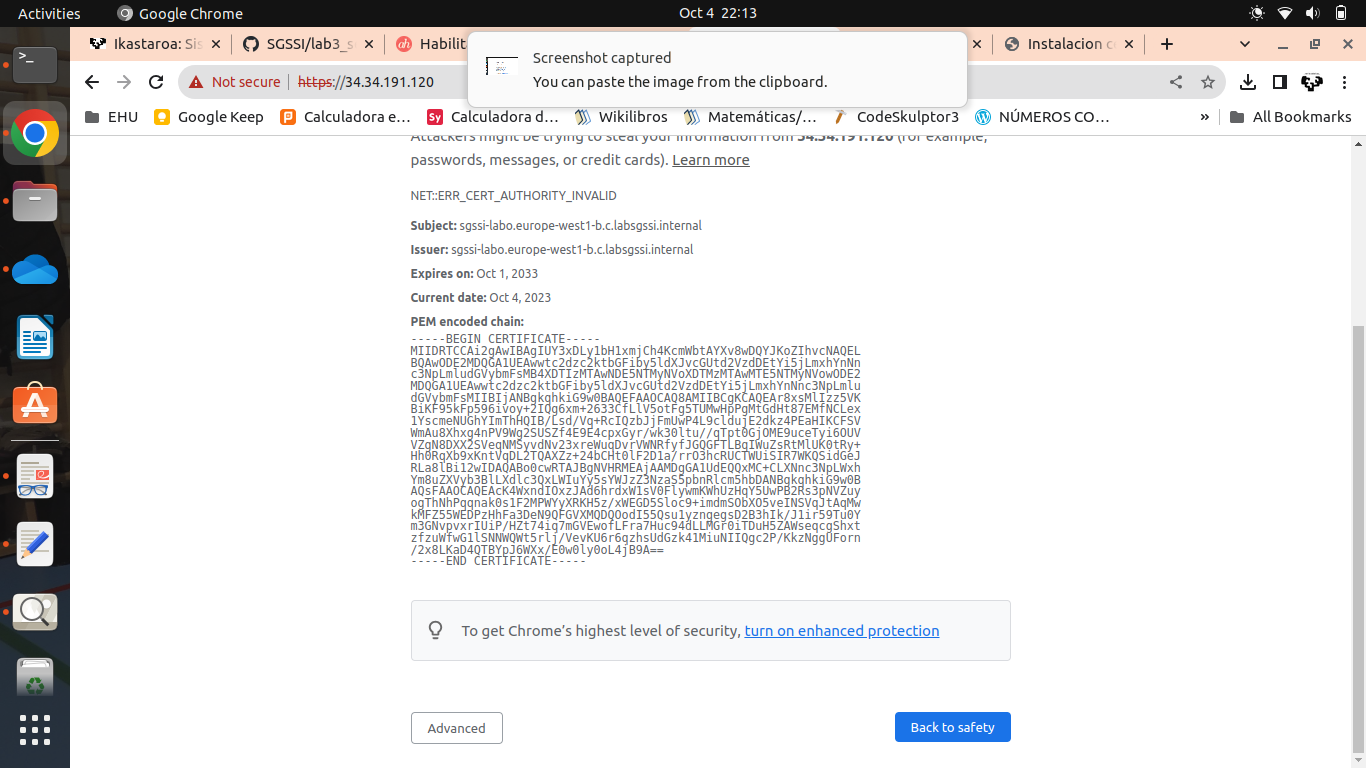 Activities
Google Chrome
Oct 4 22:13
Ikastaroa: Sis
SGSSI/lab3_s
Habilit
Instalacion c
Screenshot captured
You can paste the image from the clipboard.
Not secure
https://34.34.191.120
EHU
Google Keep
Calculadora e…
Calculadora d…
Wikilibros
Matemáticas/…
CodeSkulptor3
NÚMEROS CO…
»
All Bookmarks
Attackers might be trying to steal your information from 34.34.191.120 (for example,
passwords, messages, or credit cards). Learn more
NET::ERR_CERT_AUTHORITY_INVALID
Subject: sgssi-labo.europe-west1-b.c.labsgssi.internal
Issuer: sgssi-labo.europe-west1-b.c.labsgssi.internal
Expires on: Oct 1, 2033
Current date: Oct 4, 2023
PEM encoded chain:
-----BEGIN CERTIFICATE-----
MIIDRTCCAi2gAwIBAgIUY3xDLy1bH1xmjCh4KcmWbtAYXv8wDQYJKoZIhvcNAQEL
BQAwODE2MDQGA1UEAwwtc2dzc2ktbGFiby5ldXJvcGUtd2VzdDEtYi5jLmxhYnNn
c3NpLmludGVybmFsMB4XDTIzMTAwNDE5NTMyNVoXDTMzMTAwMTE5NTMyNVowODE2
MDQGA1UEAwwtc2dzc2ktbGFiby5ldXJvcGUtd2VzdDEtYi5jLmxhYnNnc3NpLmlu
dGVybmFsMIIBIjANBgkqhkiG9w0BAQEFAAOCAQ8AMIIBCgKCAQEAr8xsMlIzz5VK
BiKF95kFp596ivoy+2IQg6xm+2633CfLlV5otFg5TUMwHpPgMtGdHt87EMfNCLex
1YscmeNUGhYImThHQIB/Lsd/Vq+RcIQzbJjFmUwP4L9cldujE2dkz4PEaHIKCFSV
WmAu8Xhxg4nPV9Wg2SUSZf4E9E4cpxGyr/wk30ltu//qTpt0GjOME9uceTyi6OUV
VZgN8DXX2SVeqNMSyvdNv23xreWuqDvrVWNRfyfJGQGFTLBgIWuZsRtMlUK0tRy+
Hh0RqXb9xKntVqDL2TQAXZz+24bCHt0lF2D1a/rrO3hcRUCTWUiSIR7WKQSidGeJ
RLa8lBi12wIDAQABo0cwRTAJBgNVHRMEAjAAMDgGA1UdEQQxMC+CLXNnc3NpLWxh
Ym8uZXVyb3BlLXdlc3QxLWIuYy5sYWJzZ3NzaS5pbnRlcm5hbDANBgkqhkiG9w0B
AQsFAAOCAQEAcK4WxndIOxzJAd6hrdxW1sV0FlywmKWhUzHqY5UwPB2Rs3pNVZuy
ogThNhPqqnak0s1F2MPWYyXRKH5z/xWEGD5Sloc9+imdmSObXO5veINSVqJtAqMw
kMFZ55WEDPzHhFa3DeN9QFGVXMQDQOodI55Qsu1yznqegsD2B3hIk/J1ir59Tu0Y
m3GNvpvxrIUiP/HZt74iq7mGVEwofLFra7Huc94dLLMGr0iTDuH5ZAWseqcgShxt
zfzuWfwG1lSNNWQWt5rlj/VevKU6r6qzhsUdGzk41MiuNIIQgc2P/KkzNggUForn
/2x8LKaD4QTBYpJ6WXx/E0w0ly0oL4jB9A==
-----END CERTIFICATE-----
To get Chrome’s highest level of security, turn on enhanced protection
Advanced
Back to safety